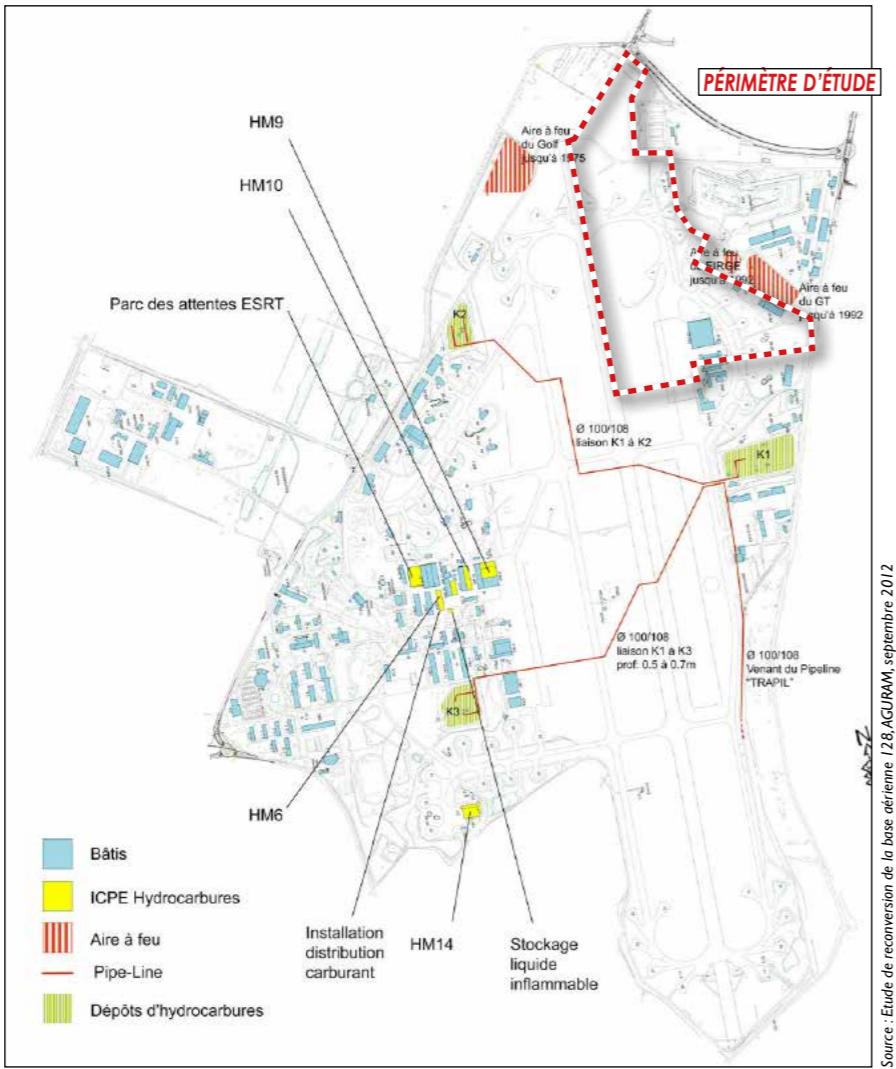 PÉRIMÈTRE D'ÉTUDE
HM9
HM10
Parc des attentes ESRT
Aire à feu
du Golf
jusqu'à 1975
Aire à feu
EIRGE
jusqu'à 1992
Aire à feu
du GT
jusqu'à 1992
K2
Ø 100/108
liaison K1 à K2
K1
Ø 100/108
liaison K1 à K3
prof: 0.5 à 0.7m
Ø 100/108
Venant du Pipeline
"TRAPIL"
K3
HM6
Installation
distribution
carburant
HM14
Stockage
liquide
inflammable
Bâtis
ICPE Hydrocarbures
Aire à feu
Pipe-Line
Dépôts d'hydrocarbures
Source : Etude de reconversion de la base aérienne 128, AGURAM, septembre 2012